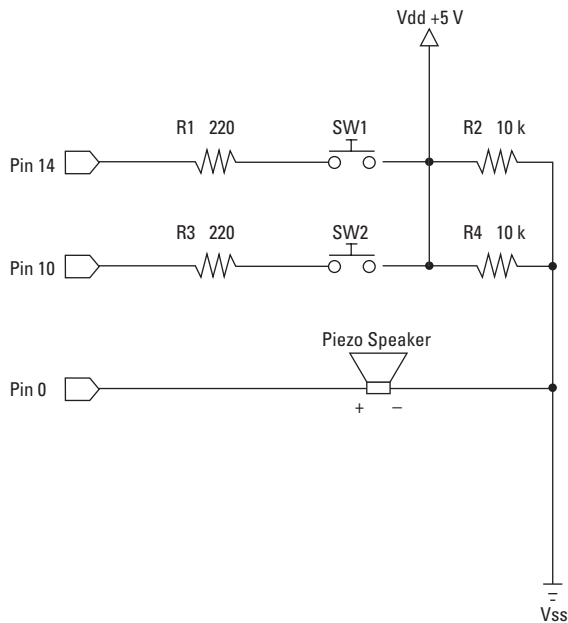 Vdd +5 V
R1 220 SW1 R2 10 k
Pin 14
R3 220 SW2 R4 10 k
Pin 10
Piezo Speaker
Pin 0
+ –
Vss